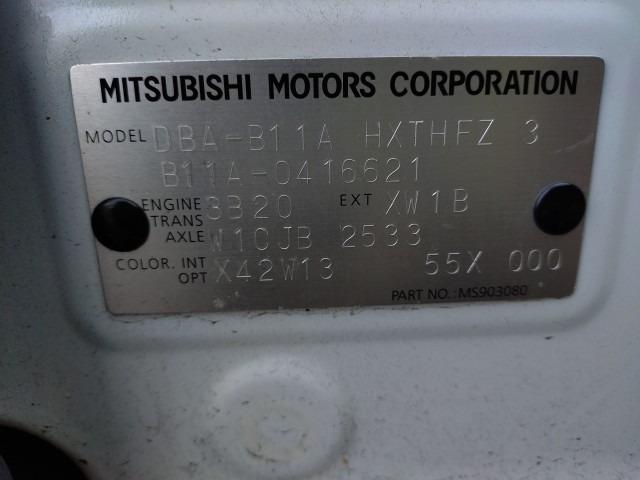 MITSUBISHI MOTORS CORPORATION
MODEL DBA-B11A HXTHFZ 3
B11A-0416621
ENGINE 3B20 EXT XW1B
TRANS
AXLE W1CJB 2533
COLOR. INT X42W13 55X 000
OPT
PART NO.:MS903080